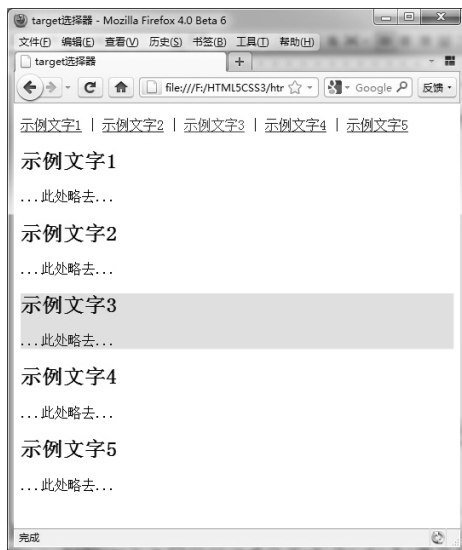 target选择器 - Mozilla Firefox 4.0 Beta 6
文件(F) 编辑(E) 查看(V) 历史(S) 书签(B) 工具(T) 帮助(H)
target选择器
file:///F:/HTML5CSS3/htr Google 反馈
示例文字1 | 示例文字2 | 示例文字3 | 示例文字4 | 示例文字5
示例文字1
...此处略去...
示例文字2
...此处略去...
示例文字3
...此处略去...
示例文字4
...此处略去...
示例文字5
...此处略去...
完成